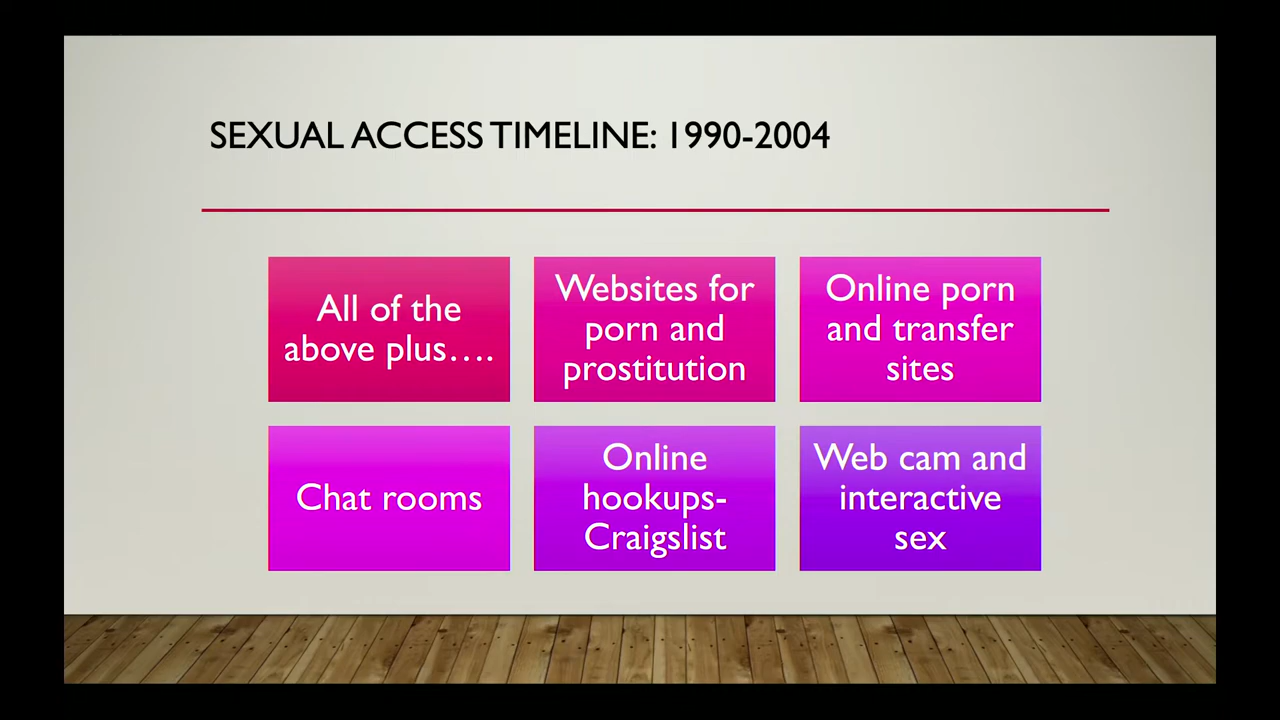 SEXUAL ACCESS TIMELINE: 1990-2004
All of the
above plus….
Websites for
porn and
prostitution
Online porn
and transfer
sites
Chat rooms
Online
hookups-
Craigslist
Web cam and
interactive
sex